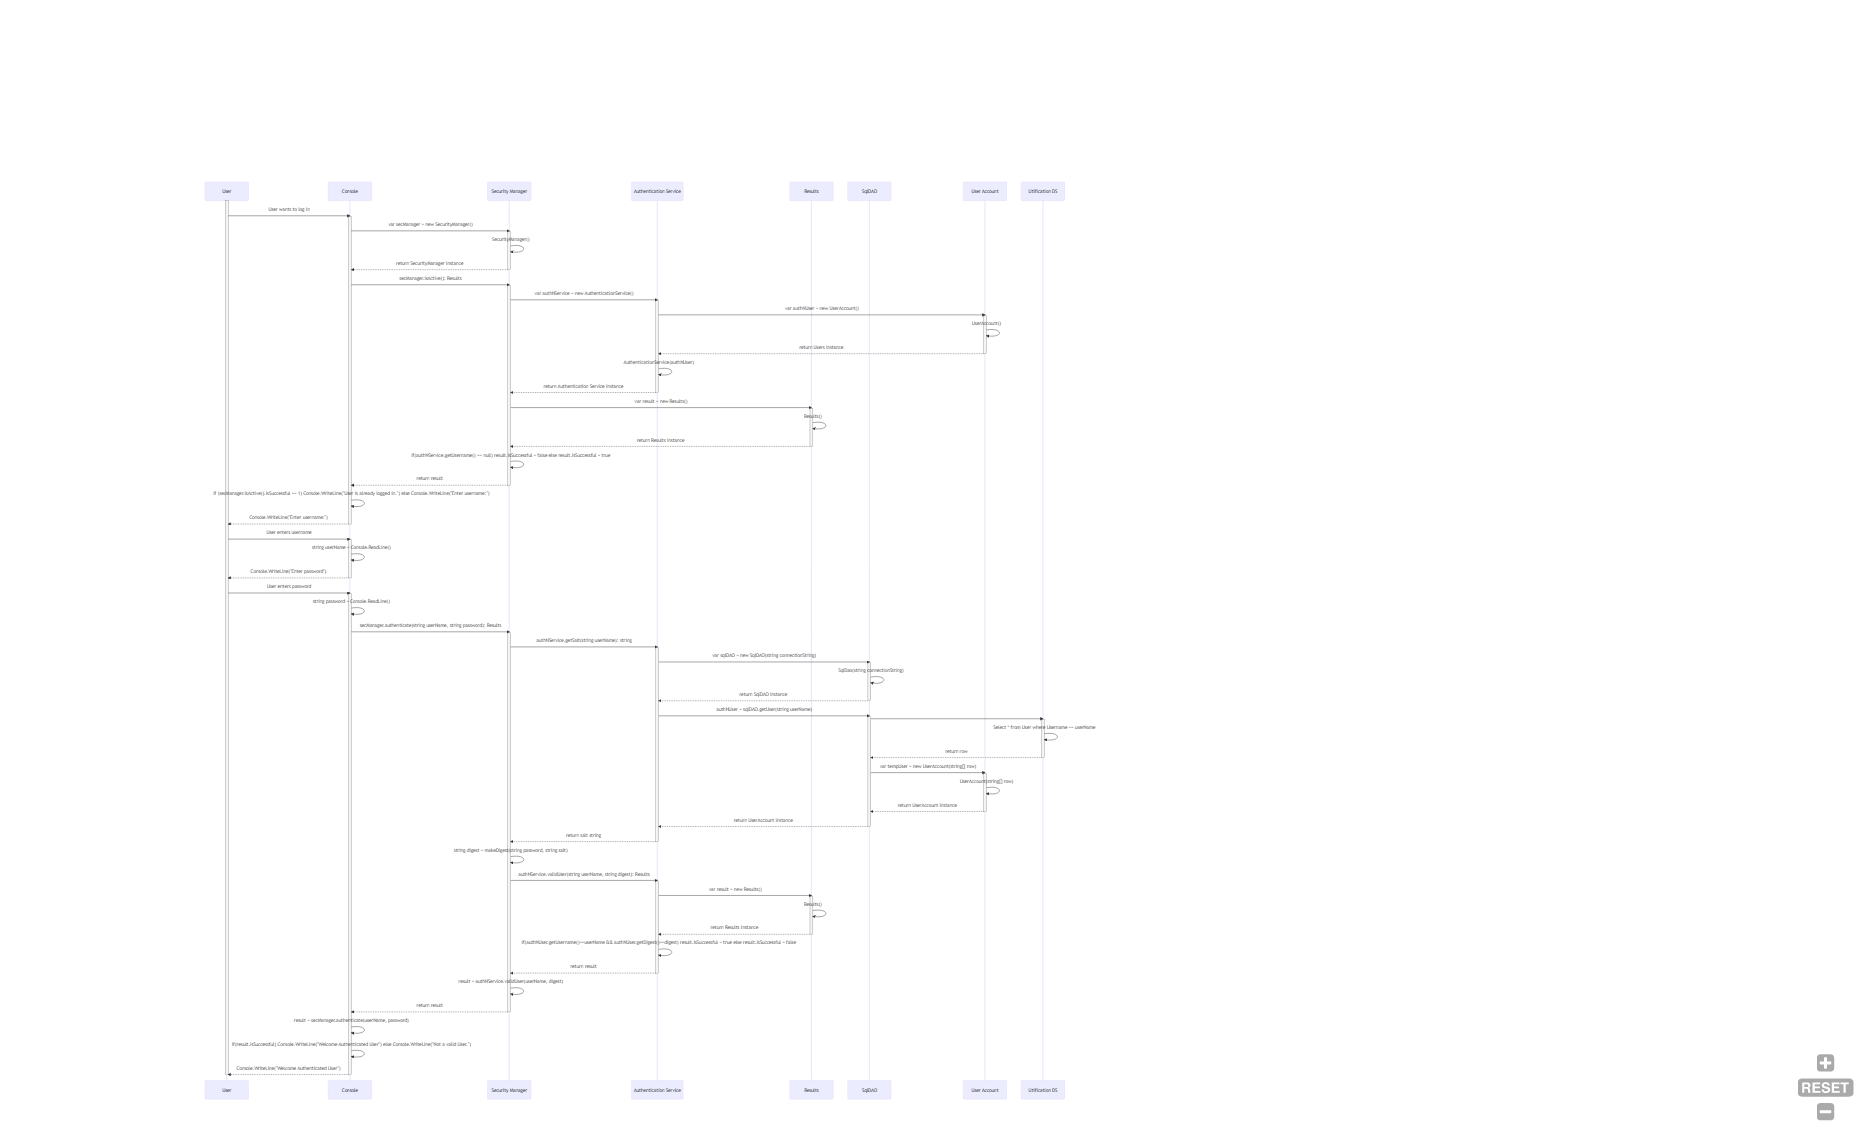 User
Console
Security Manager
Authentication Service
Results
SqlDAO
User Account
Utification DS
User wants to log in
var secManager = new SecurityManager()
SecurityManager()
return SecurityManager Instance
secManager.IsActive(): Results
var authNService = new AuthenticationService()
var authNUser = new UserAccount()
UserAccount()
return Users Instance
AuthenticationService(authNUser)
return Authentication Service Instance
var result = new Results()
Results()
return Results Instance
if(authNService.getUsername() == null) result.IsSuccessful = false else result.IsSuccessful = true
return result
if (secManager.IsActive().IsSuccessful == 1) Console.WriteLine("User is already logged in.") else Console.WriteLine("Enter username:")
Console.WriteLine("Enter username:")
User enters username
string userName = Console.ReadLine()
Console.WriteLine("Enter password")
User enters password
string password = Console.ReadLine()
secManager.authenticate(string userName, string password): Results
authNService.getSalt(string userName): string
var sqlDAO = new SqlDAO(string connectionString)
SqlDao(string connectionString)
return SqlDAO Instance
authNUser = sqlDAO.getUser(string userName)
Select * from User where Username == userName
return row
var tempUser = new UserAccount(string[] row)
UserAccount(string[] row)
return UserAccount Instance
return UserAccount Instance
return salt string
string digest = makeDigest(string password, string salt)
authNService.validUser(string userName, string digest): Results
var result = new Results()
Results()
return Results Instance
if(authNUser.getUsername()==userName && authNUser.getDigest()==digest) result.IsSuccessful = true else result.IsSuccessful = false
return result
result = authNService.validUser(userName, digest)
return result
result = secManager.authenticate(userName, password)
if(result.IsSuccessful) Console.WriteLine("Welcome Authenticated User") else Console.WriteLine("Not a valid User.")
Console.WriteLine("Welcome Authenticated User")
User
Console
Security Manager
Authentication Service
Results
SqlDAO
User Account
Utification DS
RESET